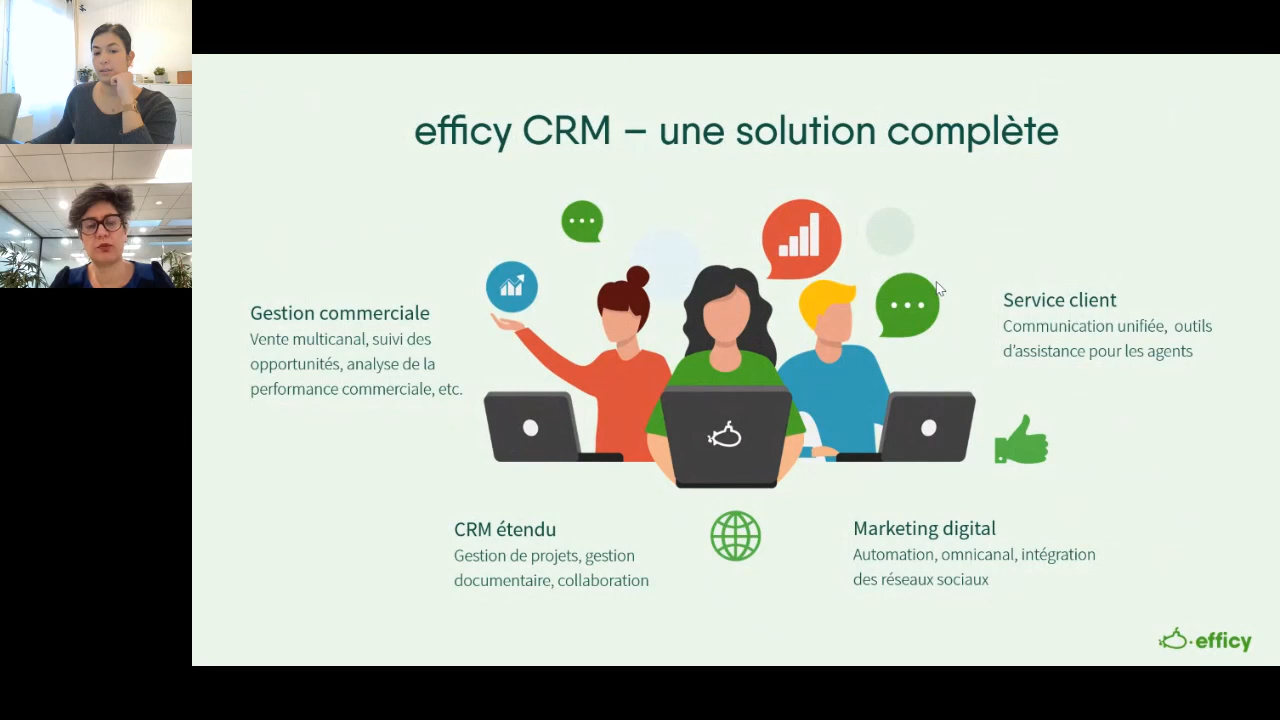 efficy CRM – une solution complète
Gestion commerciale
Vente multicanal, suivi des
opportunités, analyse de la
performance commerciale, etc.
Service client
Communication unifiée, outils
d’assistance pour les agents
CRM étendu
Gestion de projets, gestion
documentaire, collaboration
Marketing digital
Automation, omnicanal, intégration
des réseaux sociaux
efficy